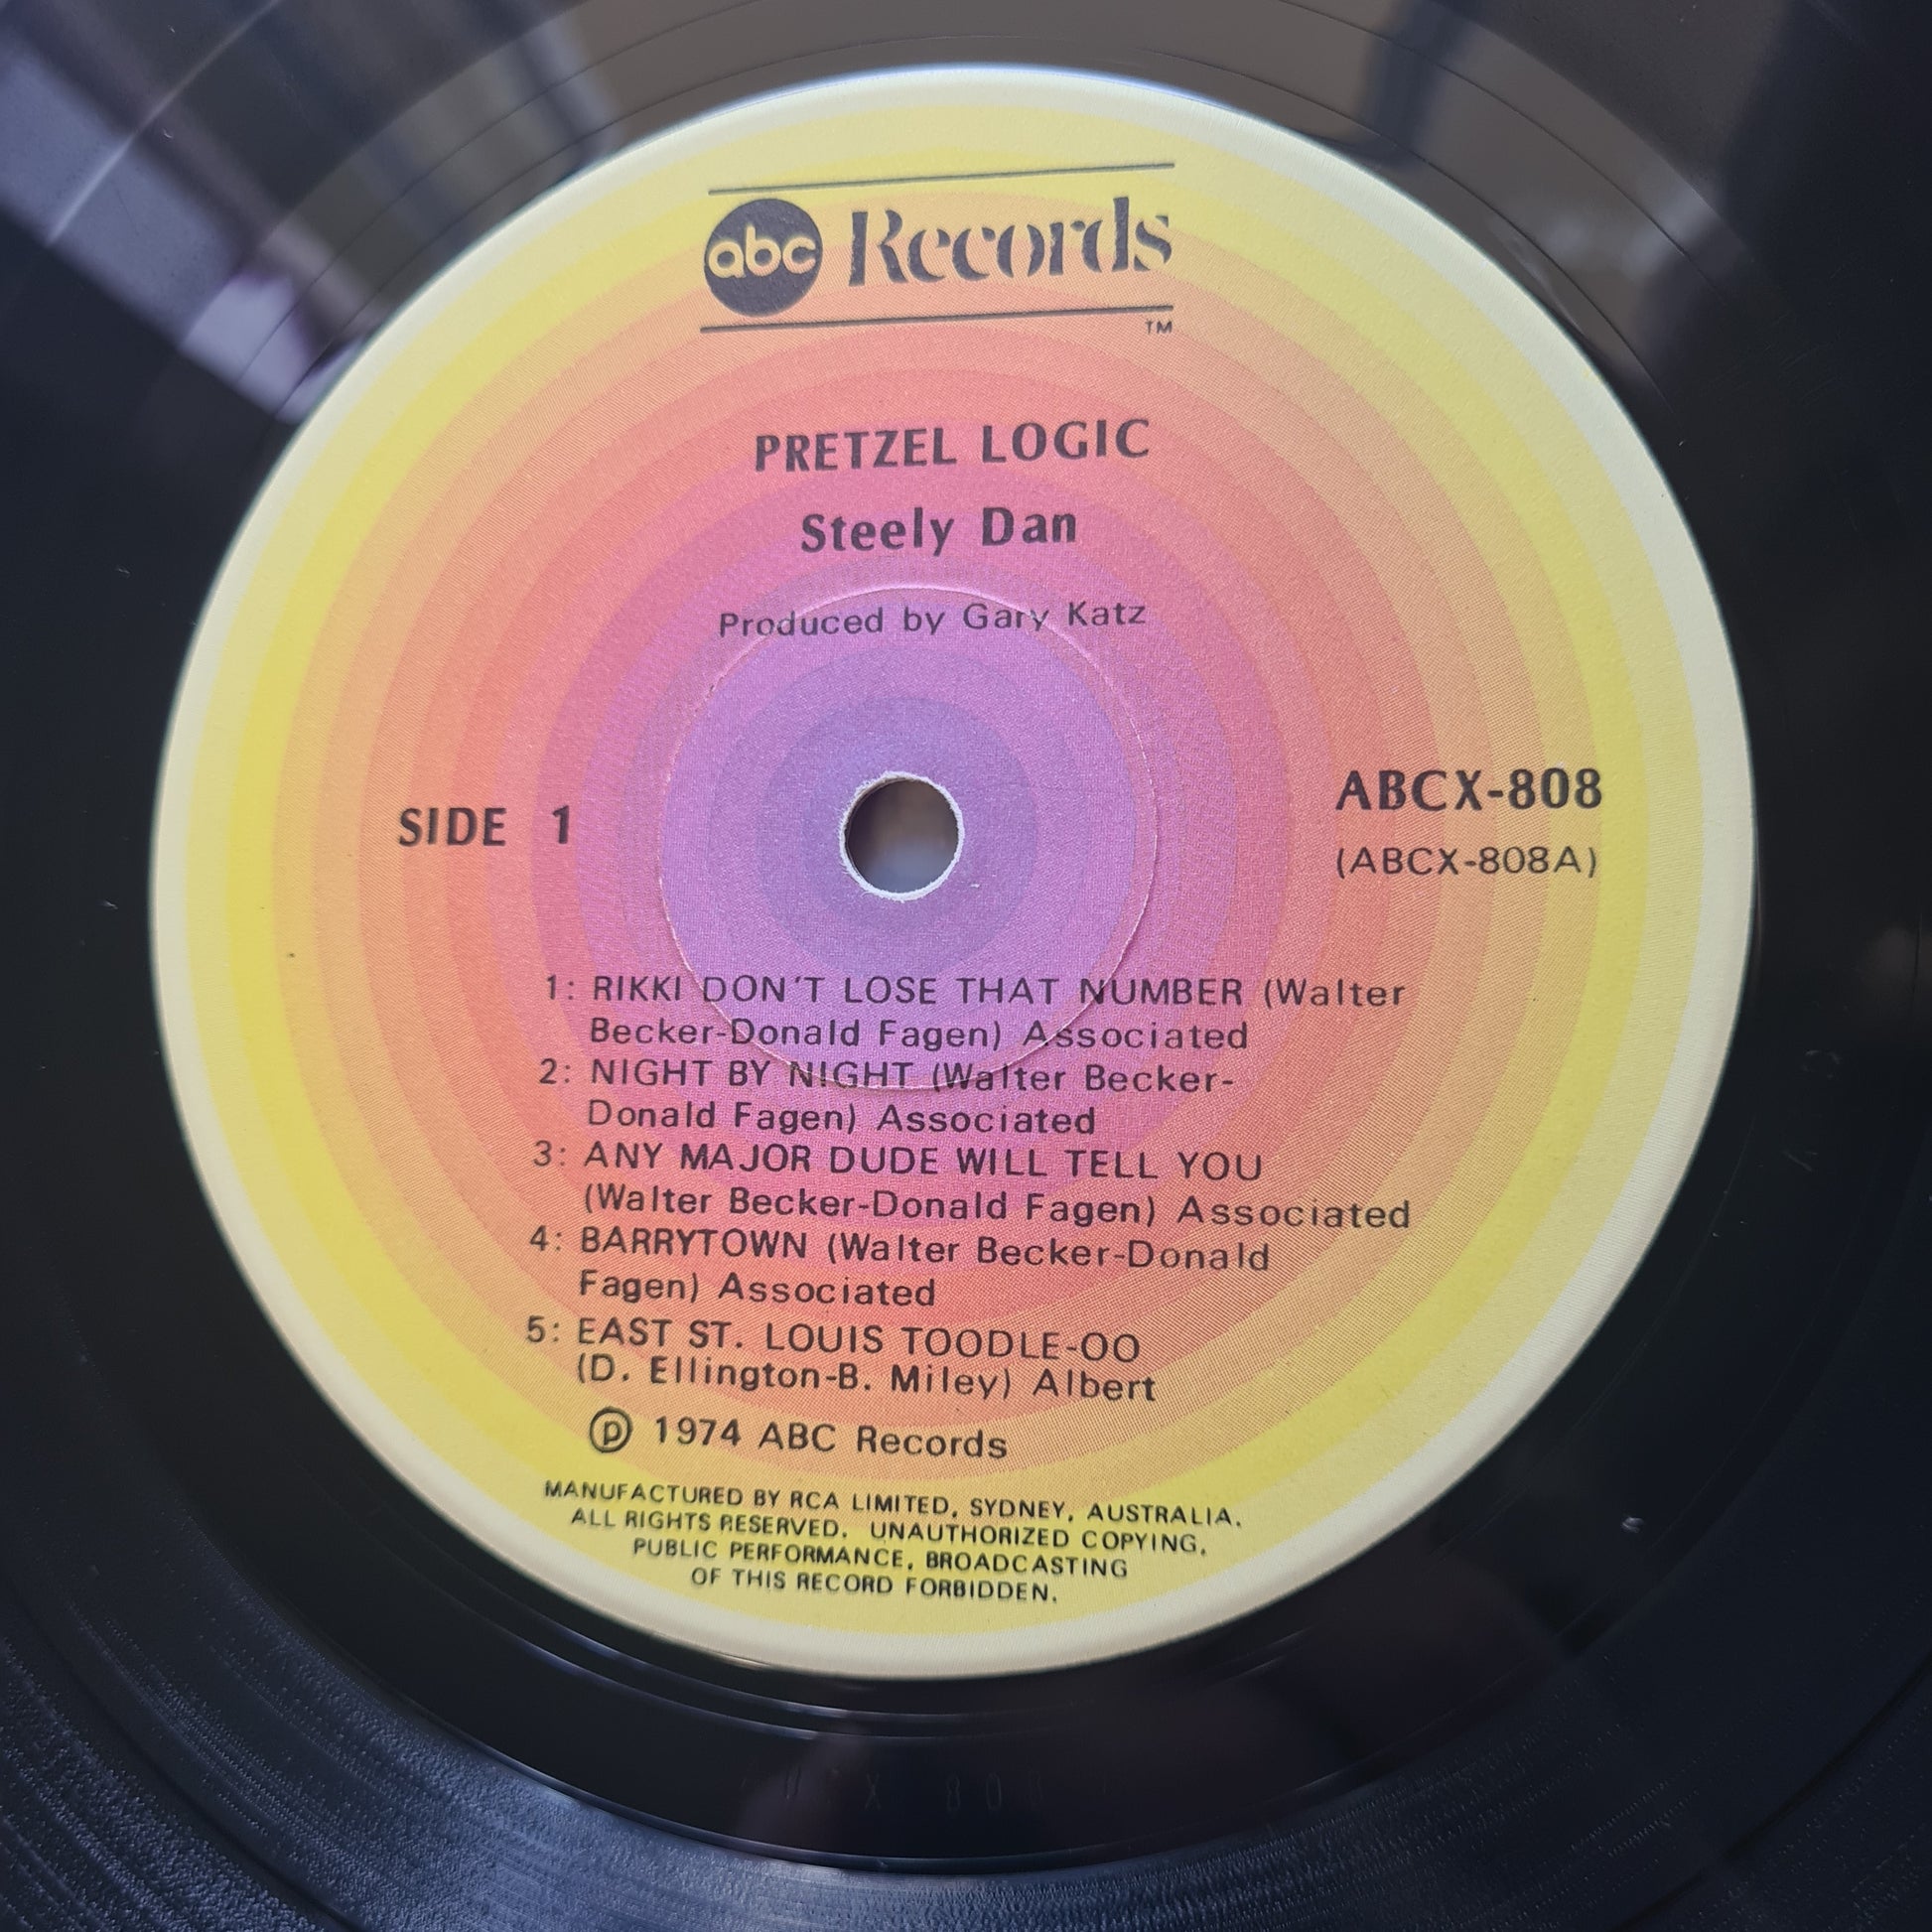 abc Records
TM
PRETZEL LOGIC
Steely Dan
Produced by Gary Katz
SIDE 1
ABCX-808
(ABCX-808A)
1: RIKKI DON'T LOSE THAT NUMBER (Walter
Becker-Donald Fagen) Associated
2: NIGHT BY NIGHT (Walter Becker-
Donald Fagen) Associated
3: ANY MAJOR DUDE WILL TELL YOU
(Walter Becker-Donald Fagen) Associated
4: BARRYTOWN (Walter Becker-Donald
Fagen) Associated
5: EAST ST. LOUIS TOODLE-OO
(D. Ellington-B. Miley) Albert
℗ 1974 ABC Records
MANUFACTURED BY RCA LIMITED, SYDNEY, AUSTRALIA.
ALL RIGHTS RESERVED. UNAUTHORIZED COPYING,
PUBLIC PERFORMANCE, BROADCASTING
OF THIS RECORD FORBIDDEN.